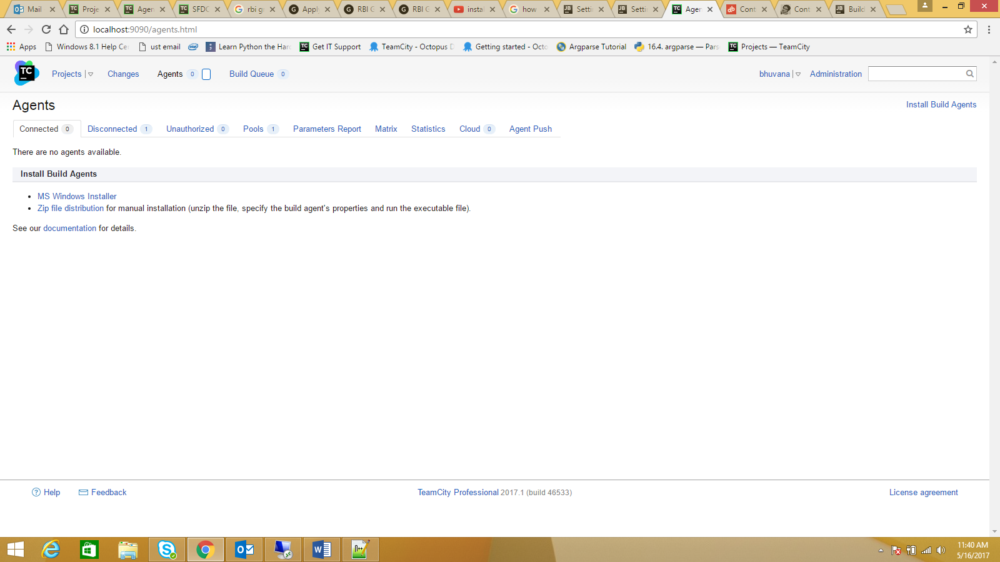 Mail
Proje
Agen
SFDC
rbi g
Appl
RBI G
RBI G
instal
how
Setti
Setti
Agen
Cont
Cont
Build
localhost:9090/agents.html
Apps
Windows 8.1 Help Ce
ust email
Learn Python the Har
Get IT Support
TeamCity - Octopus D
Getting started - Octo
Argparse Tutorial
16.4. argparse — Pars
Projects — TeamCity
TC
Projects
Changes
Agents 0
Build Queue 0
bhuvana
Administration
Agents
Install Build Agents
Connected 0
Disconnected 1
Unauthorized 0
Pools 1
Parameters Report
Matrix
Statistics
Cloud 0
Agent Push
There are no agents available.
Install Build Agents
• MS Windows Installer
• Zip file distribution for manual installation (unzip the file, specify the build agent's properties and run the executable file).
See our documentation for details.
Help
Feedback
TeamCity Professional 2017.1 (build 46533)
License agreement
11:40 AM
5/16/2017